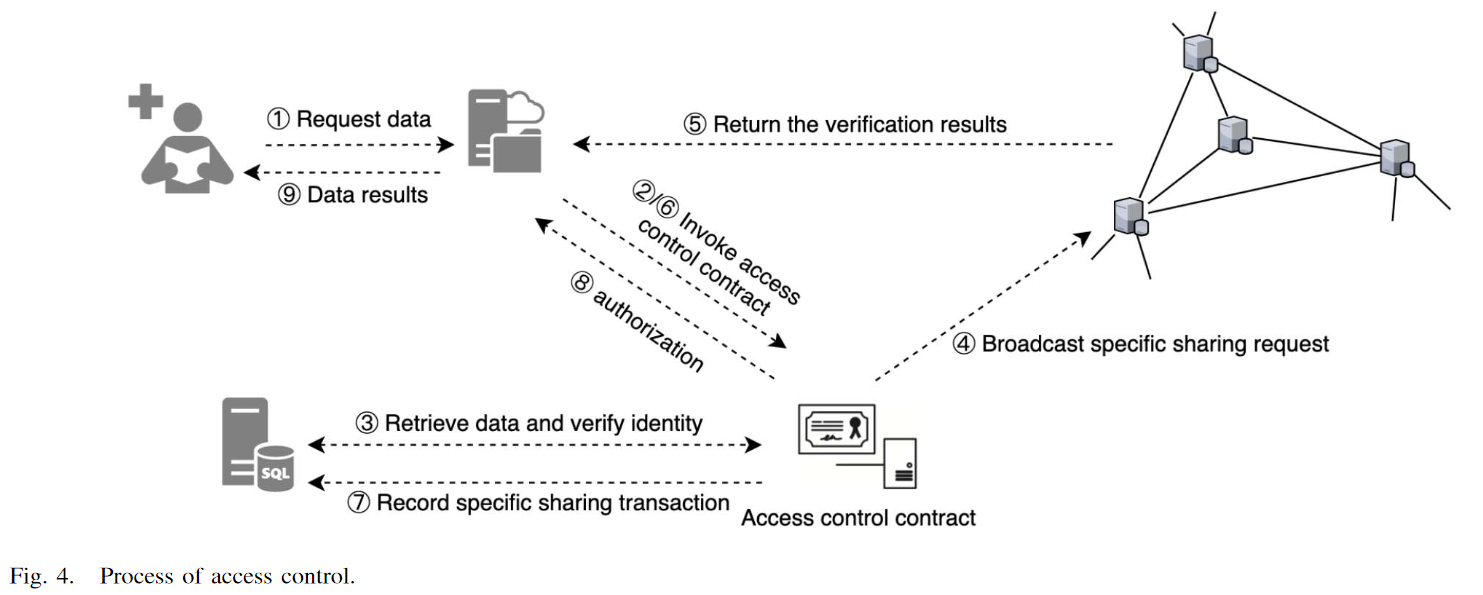 ① Request data
⑨ Data results
⑤ Return the verification results
②/⑥ Invoke access
control contract
⑧ authorization
④ Broadcast specific sharing request
③ Retrieve data and verify identity
SQL
⑦ Record specific sharing transaction
Access control contract
Fig. 4. Process of access control.